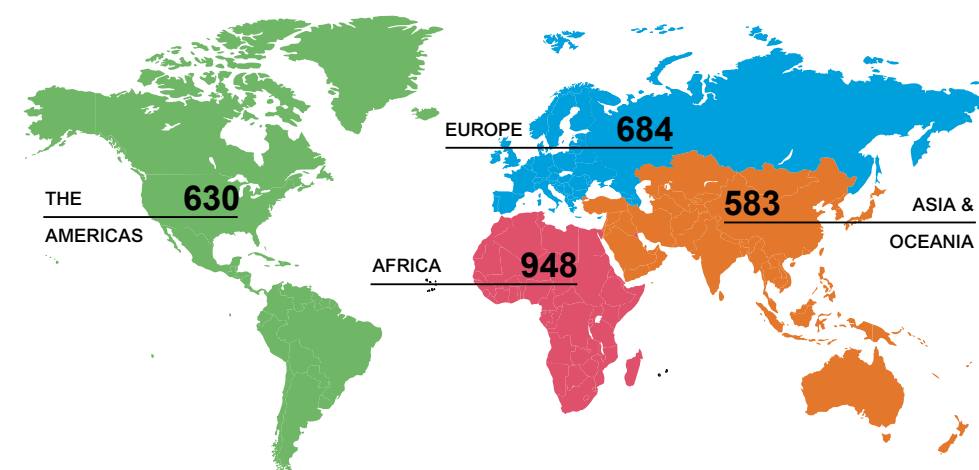 EUROPE 684
THE 630
AMERICAS
583 ASIA &
OCEANIA
AFRICA 948